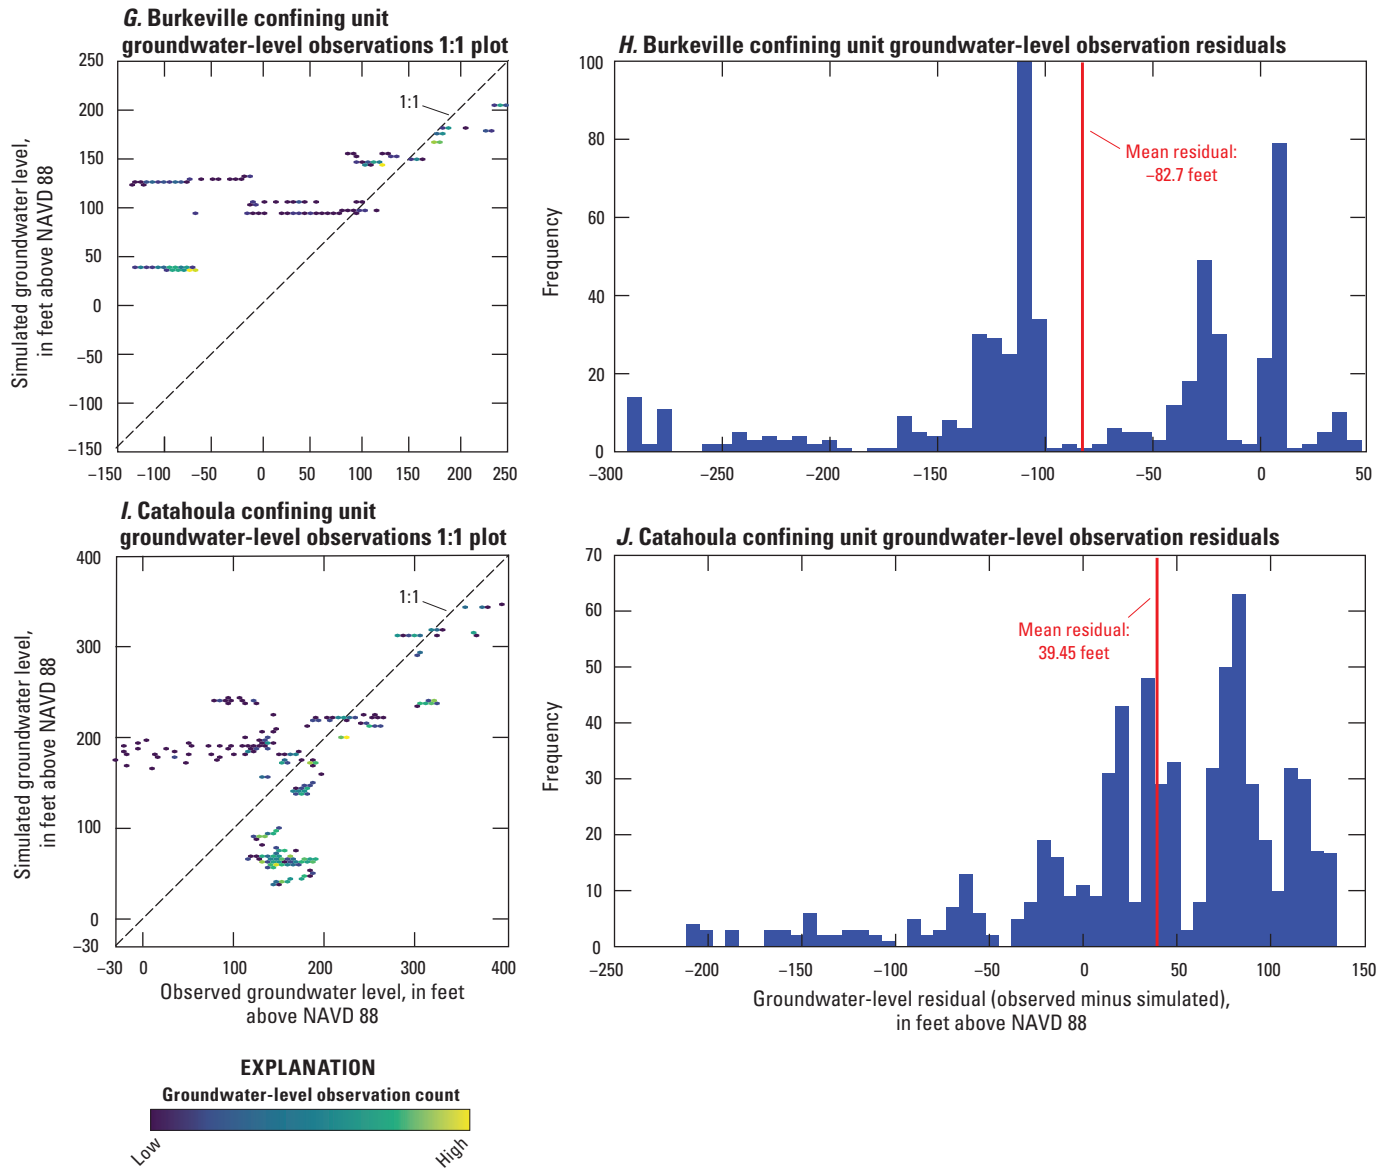 G. Burkeville confining unit
groundwater-level observations 1:1 plot
250
200
150
100
50
0
−50
−100
−150
Simulated groundwater level,
in feet above NAVD 88
1:1
−150
−100
−50
0
50
100
150
200
250
H. Burkeville confining unit groundwater-level observation residuals
100
80
60
40
20
0
Frequency
Mean residual:
−82.7 feet
−300
−250
−200
−150
−100
−50
0
50
I. Catahoula confining unit
groundwater-level observations 1:1 plot
400
300
200
100
0
−30
Simulated groundwater level,
in feet above NAVD 88
1:1
−30
0
100
200
300
400
Observed groundwater level, in feet
above NAVD 88
J. Catahoula confining unit groundwater-level observation residuals
70
60
50
40
30
20
10
0
Frequency
Mean residual:
39.45 feet
−250
−200
−150
−100
−50
0
50
100
150
Groundwater-level residual (observed minus simulated),
in feet above NAVD 88
EXPLANATION
Groundwater-level observation count
Low
High